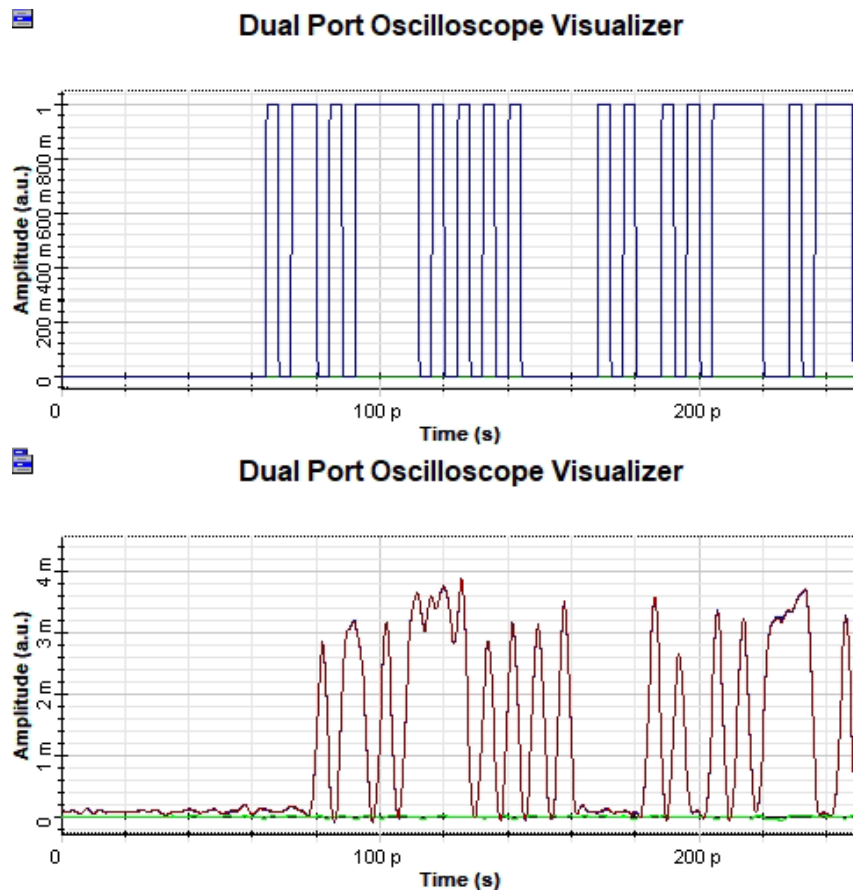 Dual Port Oscilloscope Visualizer
Amplitude (a.u.)
1
800 m
600 m
400 m
200 m
0
0 100 p 200 p
Time (s)
Dual Port Oscilloscope Visualizer
Amplitude (a.u.)
4 m
3 m
2 m
1 m
0
0 100 p 200 p
Time (s)